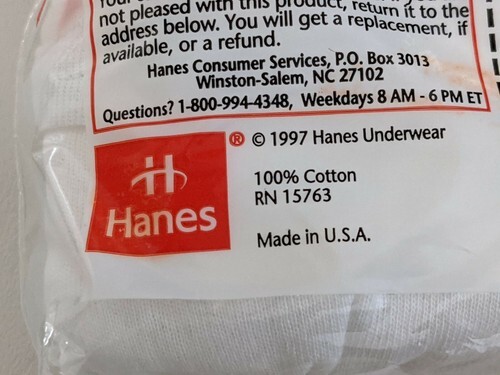 not pleased with this product, return it to the
address below. You will get a replacement, if
available, or a refund.
Hanes Consumer Services, P.O. Box 3013
Winston-Salem, NC 27102
Questions? 1-800-994-4348, Weekdays 8 AM - 6 PM ET
® © 1997 Hanes Underwear
H
Hanes
100% Cotton
RN 15763
Made in U.S.A.